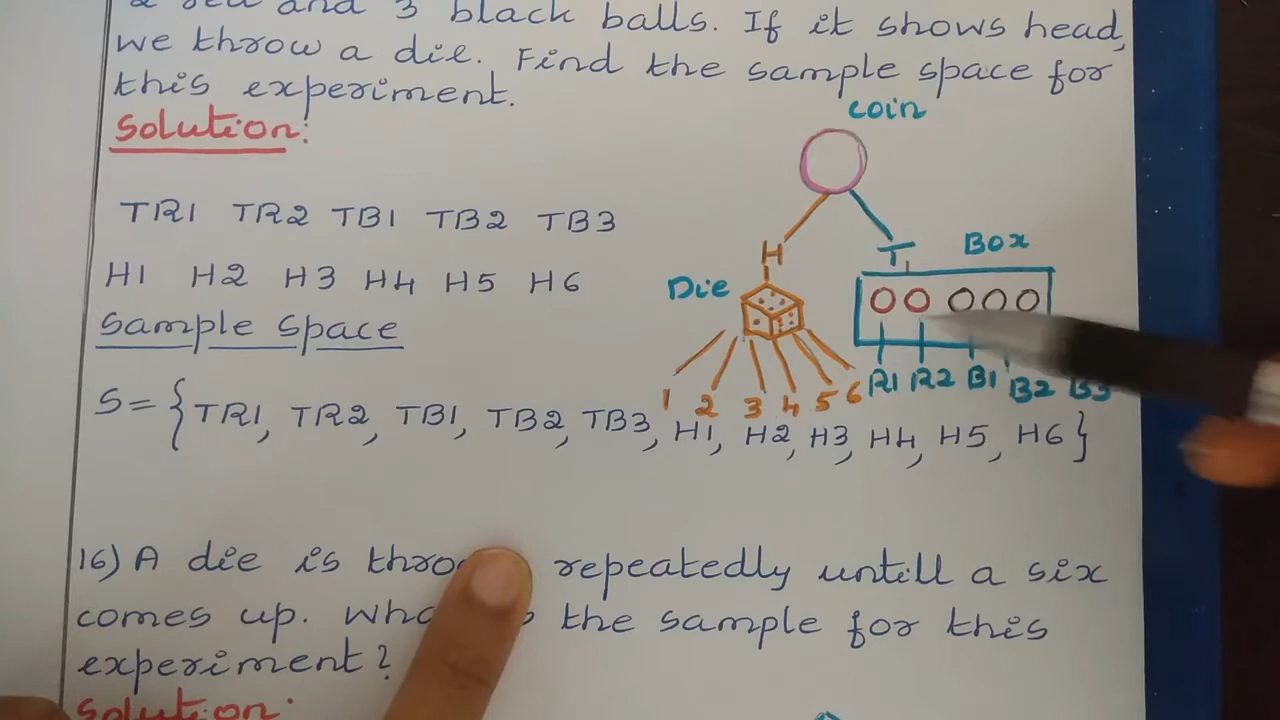 and 3 black balls. If it shows head,
we throw a die. Find the sample space for
this experiment.
Solution:
coin
TR1 TR2 TB1 TB2 TB3
H T Box
H1 H2 H3 H4 H5 H6
Die
Sample space
1 2 3 4 5 6 R1 R2 B1 B2 B3
S = {TR1, TR2, TB1, TB2, TB3, H1, H2, H3, H4, H5, H6}
16) A die is repeatedly untill a six
comes up. the sample for this
experiment?
Solution: